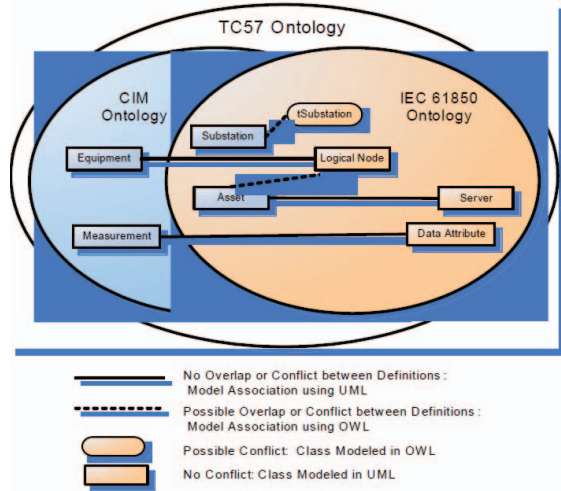 TC57 Ontology
CIM
Ontology
IEC 61850
Ontology
tSubstation
Substation
Equipment
Logical Node
Asset
Server
Measurement
Data Attribute
No Overlap or Conflict between Definitions :
Model Association using UML
Possible Overlap or Conflict between Definitions :
Model Association using OWL
Possible Conflict: Class Modeled in OWL
No Conflict: Class Modeled in UML